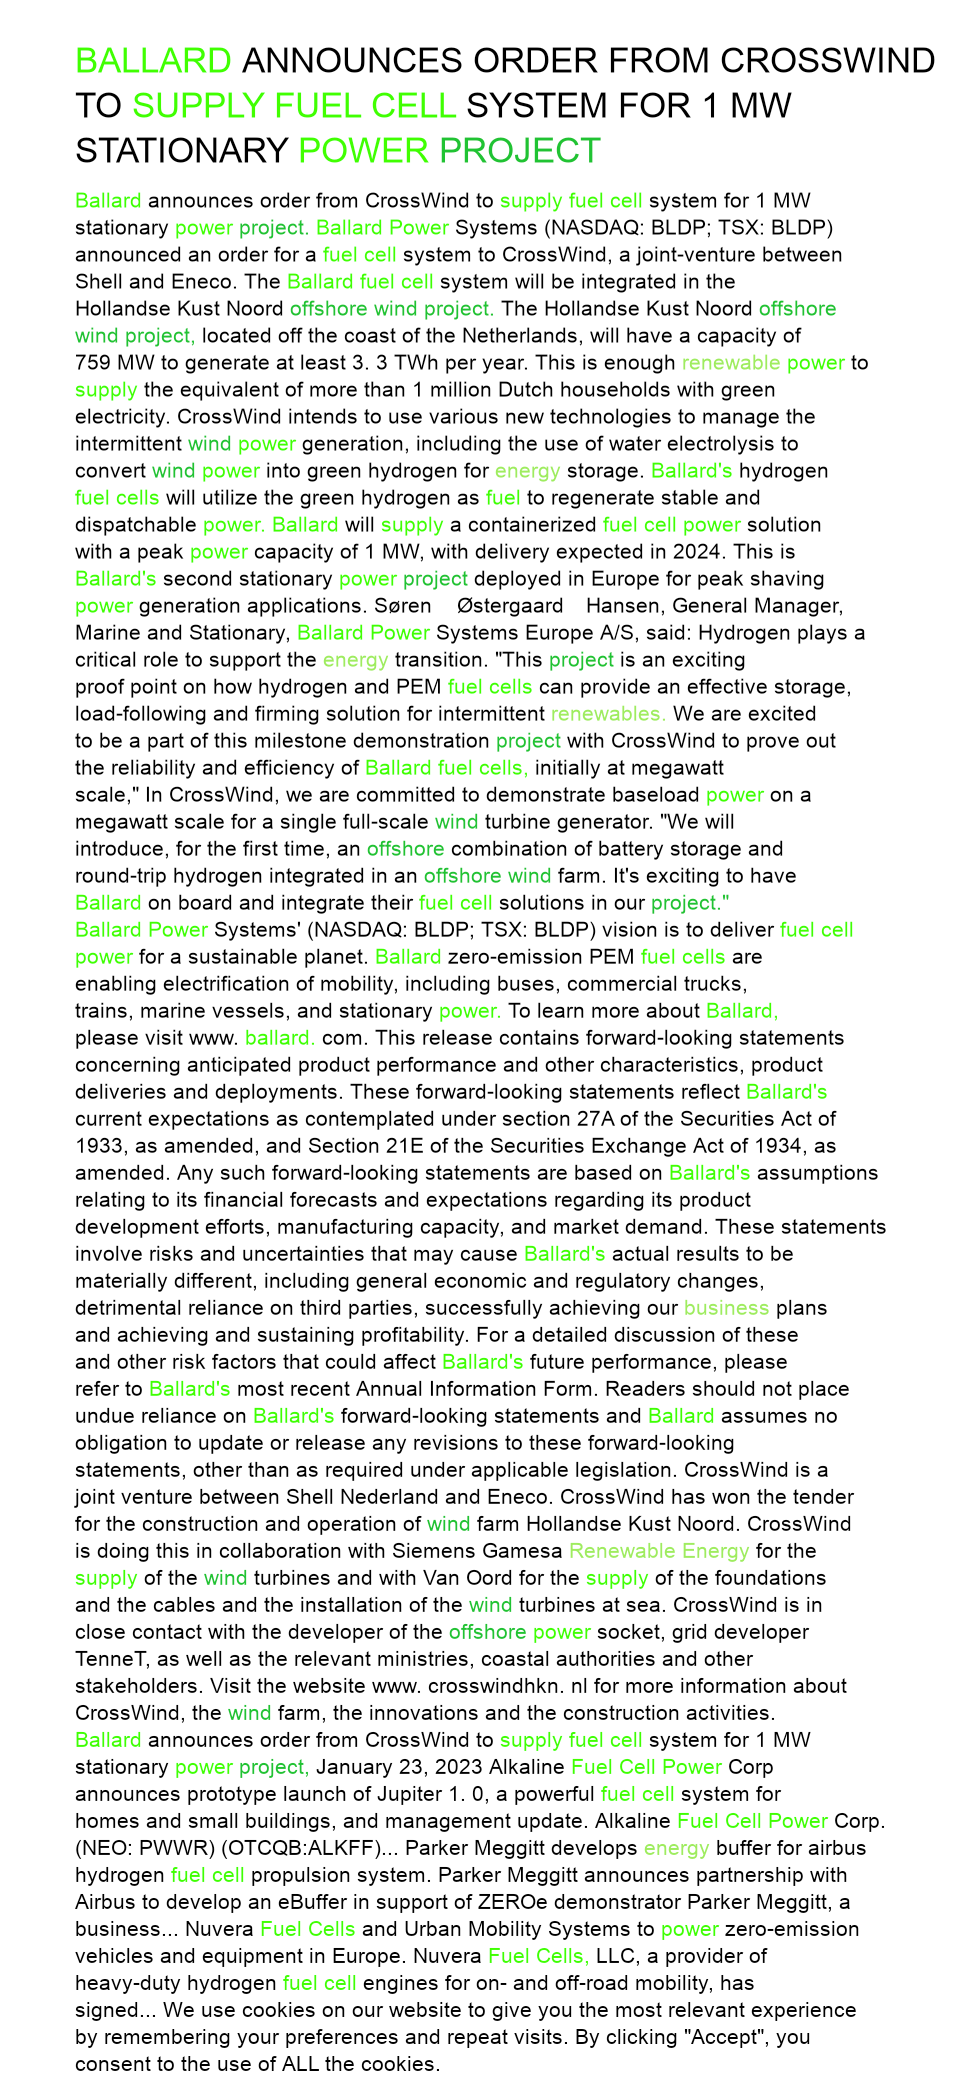 BALLARD ANNOUNCES ORDER FROM CROSSWIND
TO SUPPLY FUEL CELL SYSTEM FOR 1 MW
STATIONARY POWER PROJECT
Ballard announces order from CrossWind to supply fuel cell system for 1 MW
stationary power project. Ballard Power Systems (NASDAQ: BLDP; TSX: BLDP)
announced an order for a fuel cell system to CrossWind, a joint-venture between
Shell and Eneco. The Ballard fuel cell system will be integrated in the
Hollandse Kust Noord offshore wind project. The Hollandse Kust Noord offshore
wind project, located off the coast of the Netherlands, will have a capacity of
759 MW to generate at least 3. 3 TWh per year. This is enough renewable power to
supply the equivalent of more than 1 million Dutch households with green
electricity. CrossWind intends to use various new technologies to manage the
intermittent wind power generation, including the use of water electrolysis to
convert wind power into green hydrogen for energy storage. Ballard's hydrogen
fuel cells will utilize the green hydrogen as fuel to regenerate stable and
dispatchable power. Ballard will supply a containerized fuel cell power solution
with a peak power capacity of 1 MW, with delivery expected in 2024. This is
Ballard's second stationary power project deployed in Europe for peak shaving
power generation applications. Søren Østergaard Hansen, General Manager,
Marine and Stationary, Ballard Power Systems Europe A/S, said: Hydrogen plays a
critical role to support the energy transition. "This project is an exciting
proof point on how hydrogen and PEM fuel cells can provide an effective storage,
load-following and firming solution for intermittent renewables. We are excited
to be a part of this milestone demonstration project with CrossWind to prove out
the reliability and efficiency of Ballard fuel cells, initially at megawatt
scale," In CrossWind, we are committed to demonstrate baseload power on a
megawatt scale for a single full-scale wind turbine generator. "We will
introduce, for the first time, an offshore combination of battery storage and
round-trip hydrogen integrated in an offshore wind farm. It's exciting to have
Ballard on board and integrate their fuel cell solutions in our project."
Ballard Power Systems' (NASDAQ: BLDP; TSX: BLDP) vision is to deliver fuel cell
power for a sustainable planet. Ballard zero-emission PEM fuel cells are
enabling electrification of mobility, including buses, commercial trucks,
trains, marine vessels, and stationary power. To learn more about Ballard,
please visit www. ballard. com. This release contains forward-looking statements
concerning anticipated product performance and other characteristics, product
deliveries and deployments. These forward-looking statements reflect Ballard's
current expectations as contemplated under section 27A of the Securities Act of
1933, as amended, and Section 21E of the Securities Exchange Act of 1934, as
amended. Any such forward-looking statements are based on Ballard's assumptions
relating to its financial forecasts and expectations regarding its product
development efforts, manufacturing capacity, and market demand. These statements
involve risks and uncertainties that may cause Ballard's actual results to be
materially different, including general economic and regulatory changes,
detrimental reliance on third parties, successfully achieving our business plans
and achieving and sustaining profitability. For a detailed discussion of these
and other risk factors that could affect Ballard's future performance, please
refer to Ballard's most recent Annual Information Form. Readers should not place
undue reliance on Ballard's forward-looking statements and Ballard assumes no
obligation to update or release any revisions to these forward-looking
statements, other than as required under applicable legislation. CrossWind is a
joint venture between Shell Nederland and Eneco. CrossWind has won the tender
for the construction and operation of wind farm Hollandse Kust Noord. CrossWind
is doing this in collaboration with Siemens Gamesa Renewable Energy for the
supply of the wind turbines and with Van Oord for the supply of the foundations
and the cables and the installation of the wind turbines at sea. CrossWind is in
close contact with the developer of the offshore power socket, grid developer
TenneT, as well as the relevant ministries, coastal authorities and other
stakeholders. Visit the website www. crosswindhkn. nl for more information about
CrossWind, the wind farm, the innovations and the construction activities.
Ballard announces order from CrossWind to supply fuel cell system for 1 MW
stationary power project, January 23, 2023 Alkaline Fuel Cell Power Corp
announces prototype launch of Jupiter 1. 0, a powerful fuel cell system for
homes and small buildings, and management update. Alkaline Fuel Cell Power Corp.
(NEO: PWWR) (OTCQB:ALKFF)... Parker Meggitt develops energy buffer for airbus
hydrogen fuel cell propulsion system. Parker Meggitt announces partnership with
Airbus to develop an eBuffer in support of ZEROe demonstrator Parker Meggitt, a
business... Nuvera Fuel Cells and Urban Mobility Systems to power zero-emission
vehicles and equipment in Europe. Nuvera Fuel Cells, LLC, a provider of
heavy-duty hydrogen fuel cell engines for on- and off-road mobility, has
signed... We use cookies on our website to give you the most relevant experience
by remembering your preferences and repeat visits. By clicking "Accept", you
consent to the use of ALL the cookies.